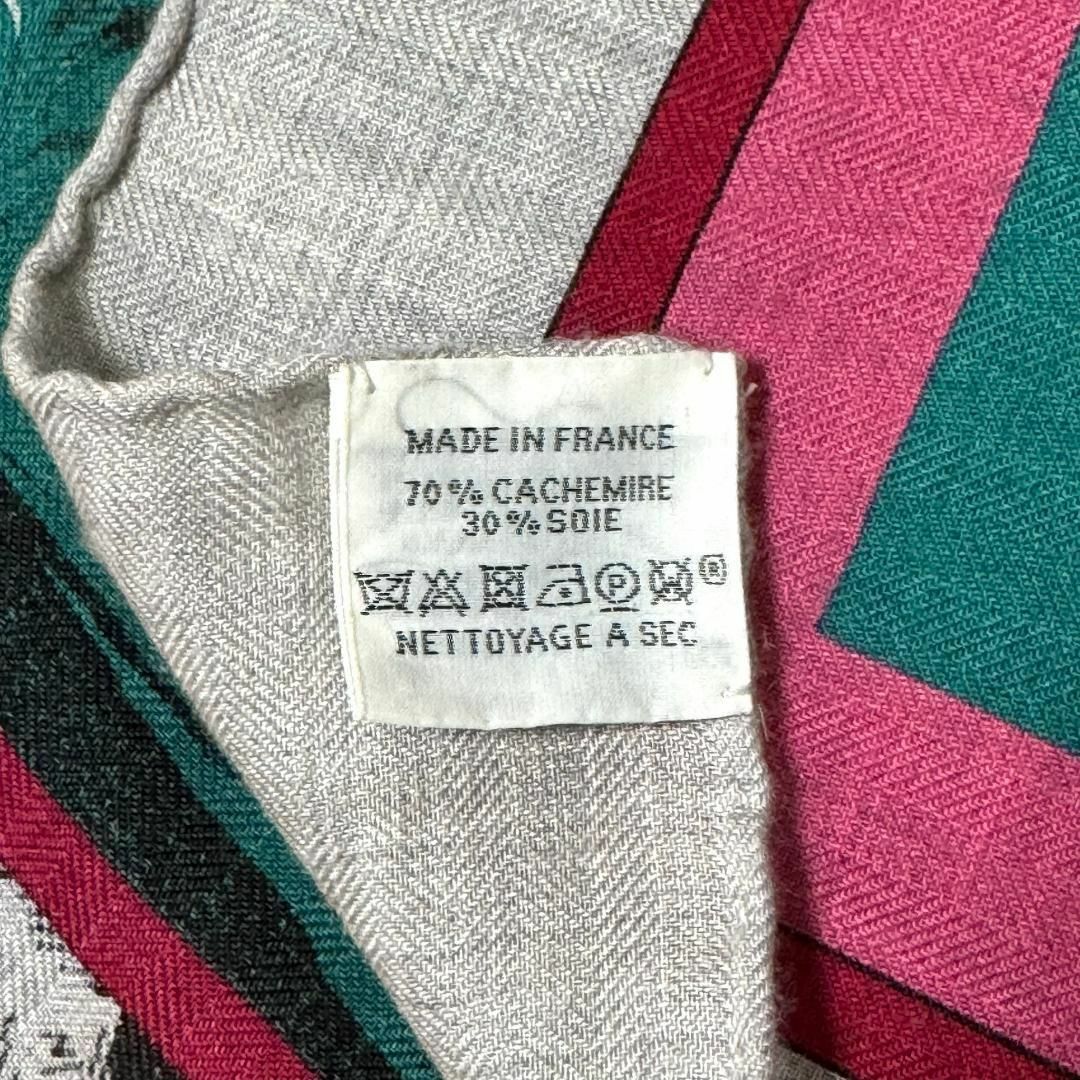 MADE IN FRANCE
70% CACHEMIRE
30% SOIE
P W ®
NETTOYAGE A SEC